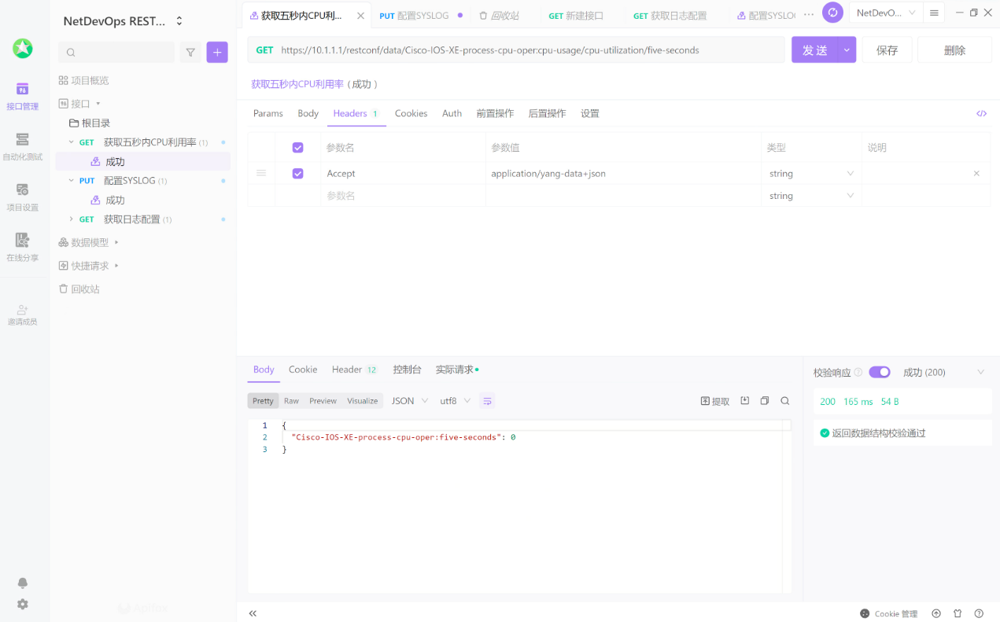 NetDevOps REST...
获取五秒内CPU利...
PUT 配置SYSLOG
回收站
GET 新建接口
GET 获取日志配置
配置SYSLO
NetDevO...
接口管理
自动化测试
项目设置
在线分享
邀请成员
项目概览
接口
根目录
GET 获取五秒内CPU利用率 (1)
成功
PUT 配置SYSLOG (1)
成功
GET 获取日志配置 (1)
数据模型
快捷请求
回收站
GET https://10.1.1.1/restconf/data/Cisco-IOS-XE-process-cpu-oper:cpu-usage/cpu-utilization/five-seconds
发 送
保存
删除
获取五秒内CPU利用率 ( 成功 )
Params Body Headers 1 Cookies Auth 前置操作 后置操作 设置
参数名 参数值 类型 说明
Accept application/yang-data+json string
参数名 string
Body Cookie Header 12 控制台 实际请求
Pretty Raw Preview Visualize JSON utf8 提取
1 {
2 "Cisco-IOS-XE-process-cpu-oper:five-seconds": 0
3 }
校验响应 成功 (200)
200 165 ms 54 B
返回数据结构校验通过
Cookie 管理